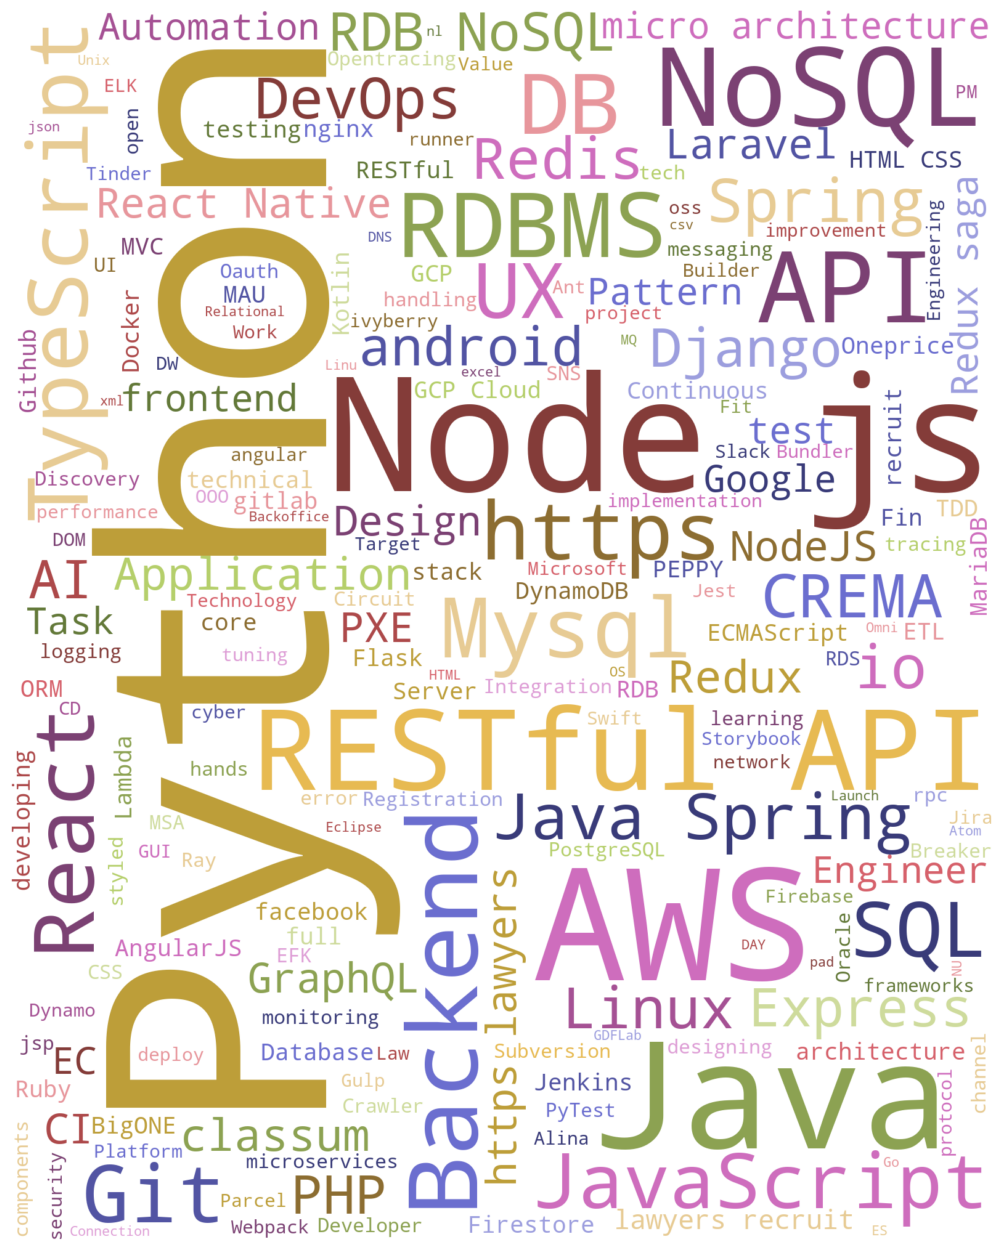 Automation
RDB
nl
NoSQL
micro architecture
TypeScript
Unix
Opentracing
Value
Python
DevOps
DB
NoSQL
PM
ELK
json
open
testing
nginx
runner
Laravel
HTML CSS
Tinder
RESTful
Redis
tech
React Native
RDBMS
oss
csv
Spring
improvement
Engineering
Redux saga
MVC
DNS
messaging
UI
Oauth
MAU
Relational
Work
Kotlin
GCP
handling
UX
Ant
Pattern
project
Builder
API
Docker
ivyberry
Github
DW
android
MQ
Django
Oneprice
Linu
excel
SNS
xml
frontend
GCP Cloud
Continuous
Fit
Node js
test
recruit
angular
Slack
Bundler
Discovery
technical
Google
OOO
gitlab
implementation
performance
Backoffice
Design
https
Fin
TDD
DOM
Target
NodeJS
tracing
MariaDB
AI
Application
stack
Microsoft
PEPPY
DynamoDB
Jest
CREMA
Technology
Circuit
Task
core
PXE
Mysql
ECMAScript
Omni
ETL
logging
tuning
Flask
OS
RDS
io
HTML
ORM
Server
Integration
RDB
Redux
CD
cyber
React
RESTful API
Swift
learning
Storybook
network
developing
Lambda
hands
error
Registration
Launch
rpc
MSA
Eclipse
Backend
Java Spring
Jira
Atom
GUI
Ray
styled
PostgreSQL
Breaker
AWS
Engineer
https lawyers
Firebase
facebook
full
Oracle
SQL
AngularJS
EFK
DAY
pad
NU
CSS
GraphQL
frameworks
Dynamo
monitoring
Linux
Express
GDFLab
jsp
EC
deploy
Database
Law
Subversion
designing
architecture
channel
Ruby
Gulp
Jenkins
Java
protocol
Crawler
PyTest
CI
BigONE
classum
Alina
components
Platform
microservices
Go
security
Git
Parcel
PHP
JavaScript
Connection
Webpack
Developer
Firestore
lawyers recruit
ES